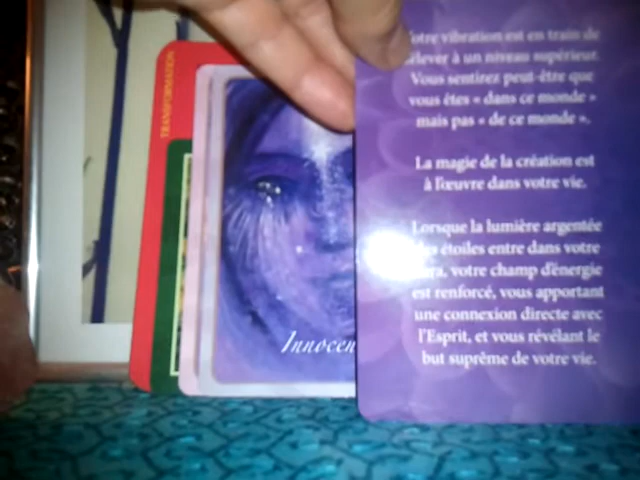 TRANSFORMATION
Innocen
otre vibration est en train de
élever à un niveau supérieur.
Vous sentirez peut-être que
vous êtes « dans ce monde »
mais pas « de ce monde ».
La magie de la création est
à l'œuvre dans votre vie.
Lorsque la lumière argentée
des étoiles entre dans votre
aura, votre champ d'énergie
est renforcé, vous apportant
une connexion directe avec
l'Esprit, et vous révélant le
but suprême de votre vie.